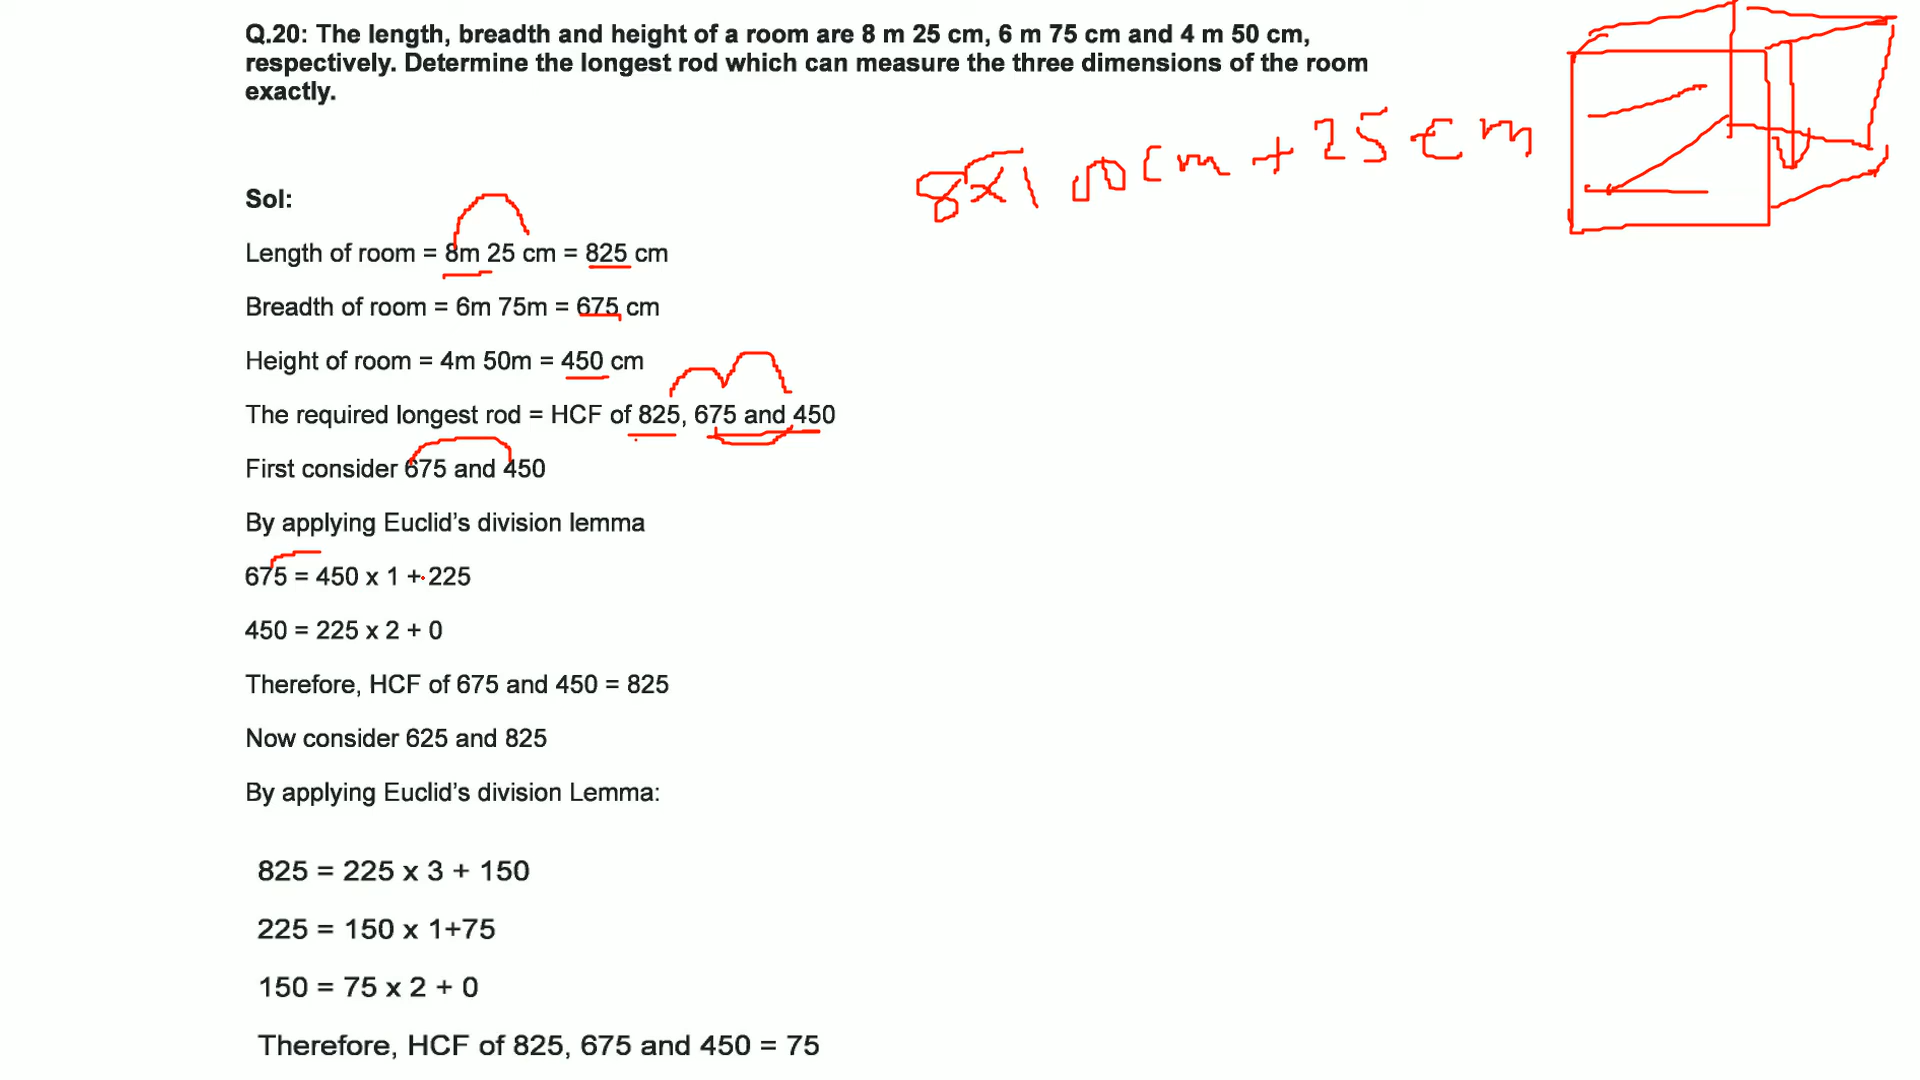 Q.20: The length, breadth and height of a room are 8 m 25 cm, 6 m 75 cm and 4 m 50 cm,
respectively. Determine the longest rod which can measure the three dimensions of the room
exactly.
8x100cm+25cm
Sol:
Length of room = 8m 25 cm = 825 cm
Breadth of room = 6m 75m = 675 cm
Height of room = 4m 50m = 450 cm
The required longest rod = HCF of 825, 675 and 450
First consider 675 and 450
By applying Euclid’s division lemma
675 = 450 x 1 + 225
450 = 225 x 2 + 0
Therefore, HCF of 675 and 450 = 825
Now consider 625 and 825
By applying Euclid’s division Lemma:
825 = 225 x 3 + 150
225 = 150 x 1+75
150 = 75 x 2 + 0
Therefore, HCF of 825, 675 and 450 = 75